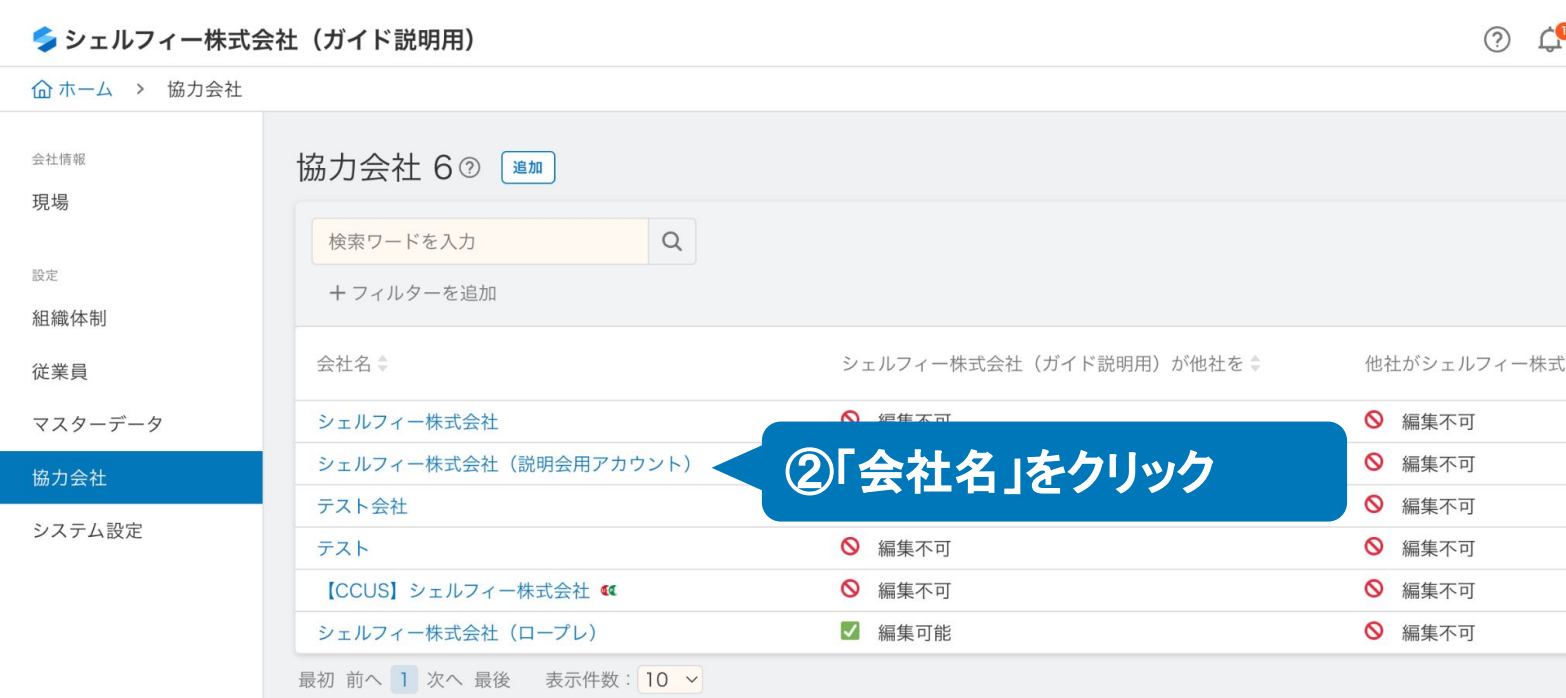 シェルフィー株式会社（ガイド説明用）
ホーム > 協力会社
会社情報
現場
設定
組織体制
従業員
マスターデータ
協力会社
システム設定
協力会社 6 ? 追加
検索ワードを入力
＋フィルターを追加
会社名 シェルフィー株式会社（ガイド説明用）が他社を 他社がシェルフィー株式
シェルフィー株式会社 編集不可 編集不可
シェルフィー株式会社（説明会用アカウント） 編集不可
②「会社名」をクリック
テスト会社 編集不可
テスト 編集不可 編集不可
【CCUS】シェルフィー株式会社 編集不可 編集不可
シェルフィー株式会社（ロープレ） 編集可能 編集不可
最初 前へ 1 次へ 最後 表示件数：10